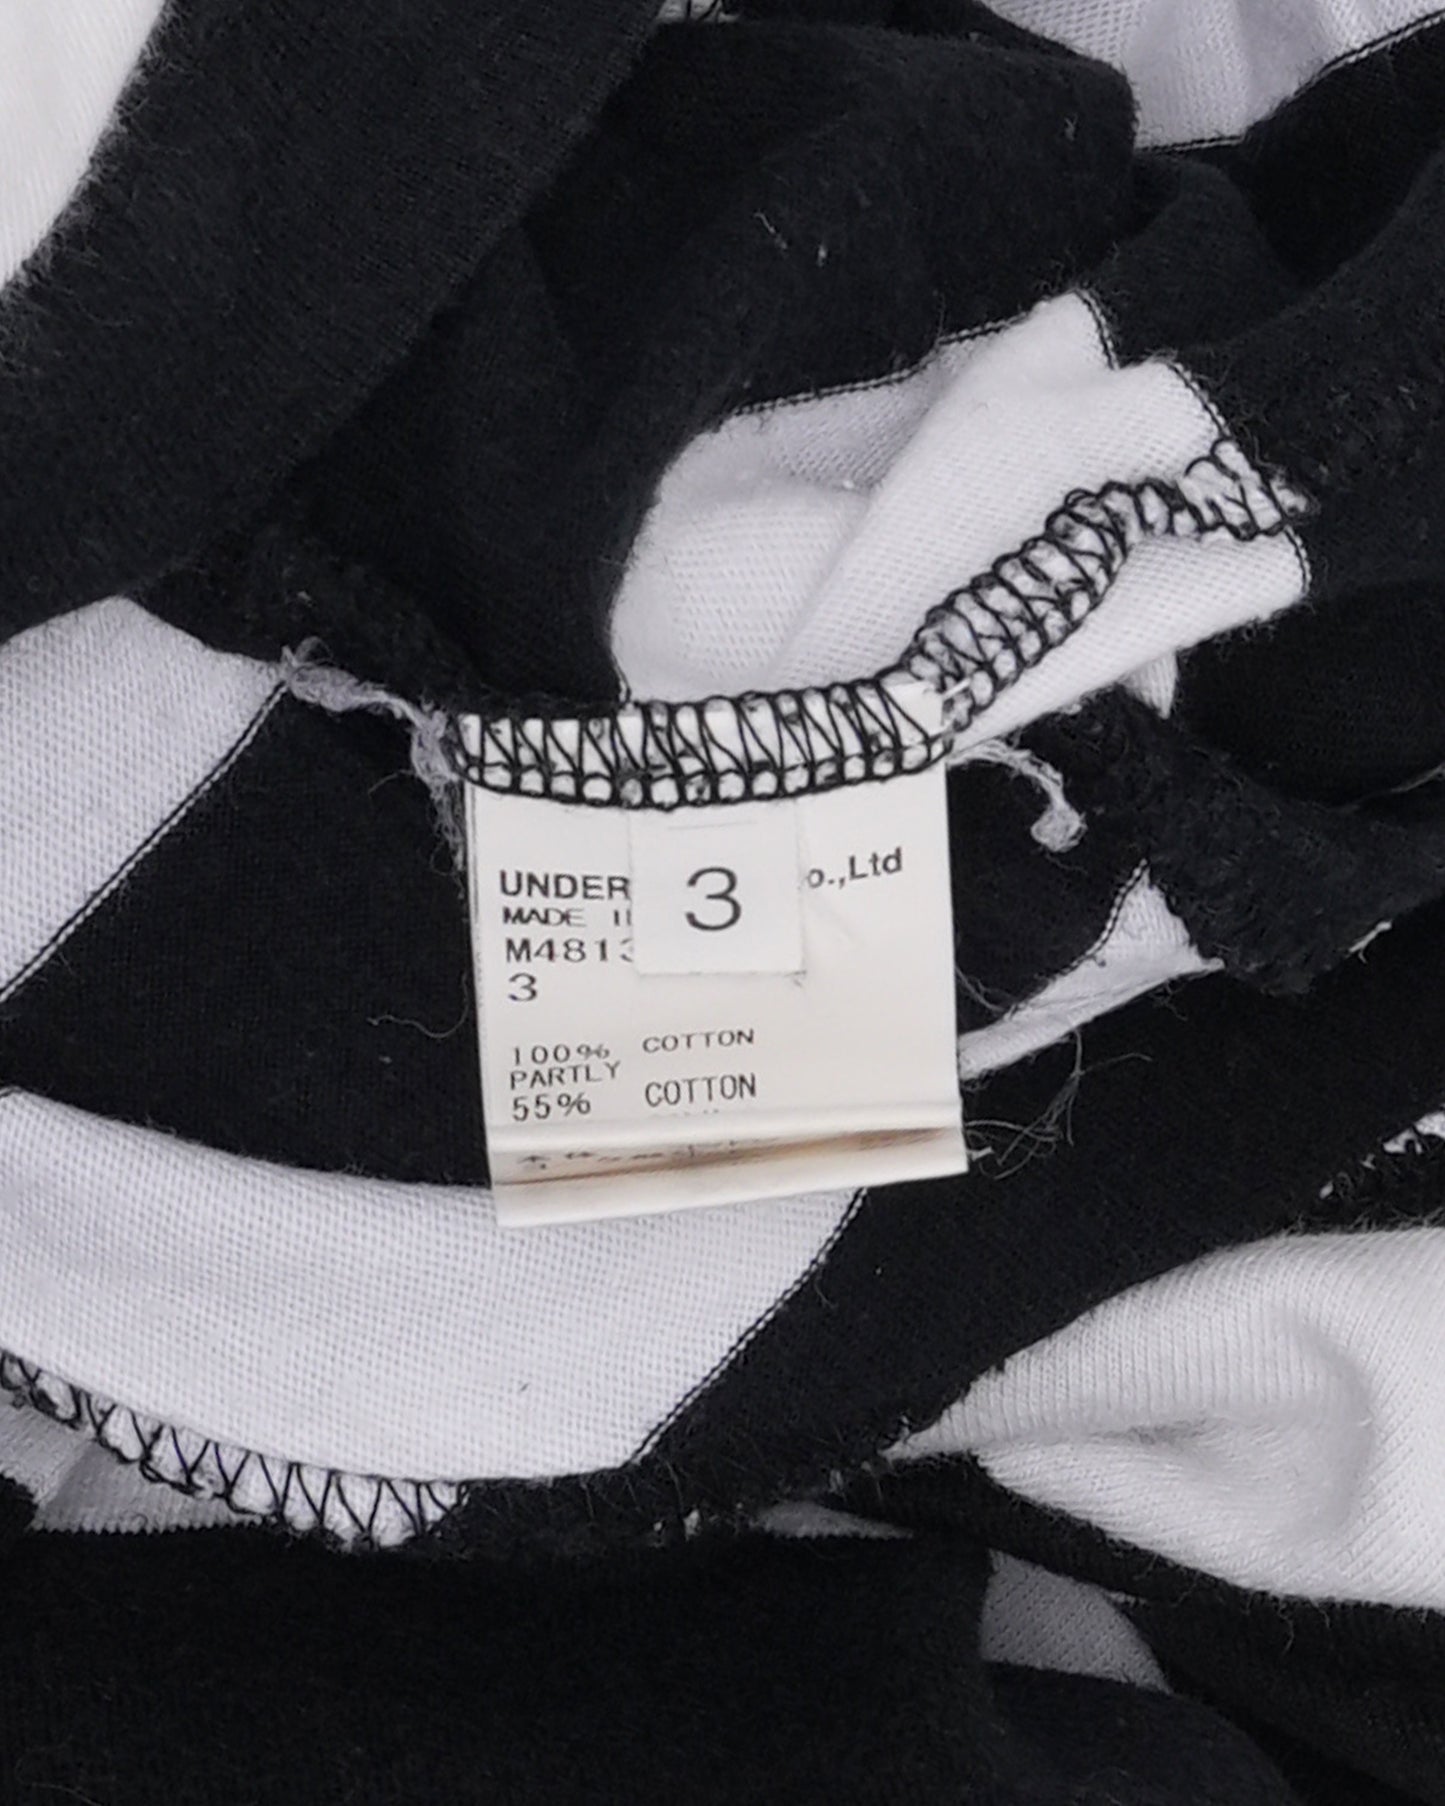 UNDER 3 o.,Ltd
MADE
M4813
3
100% COTTON
PARTLY
55% COTTON